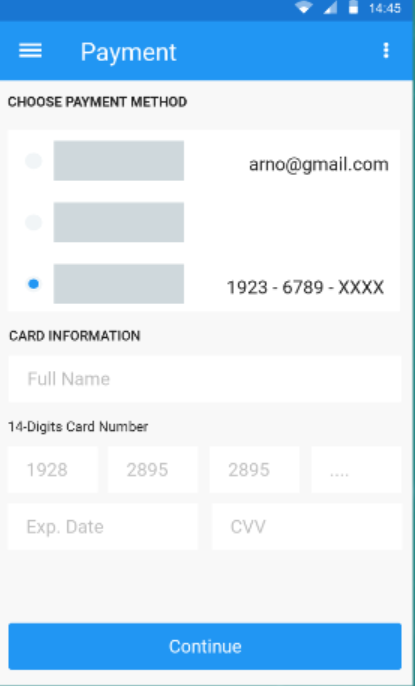 14:45
Payment
CHOOSE PAYMENT METHOD
arno@gmail.com
1923 - 6789 - XXXX
CARD INFORMATION
Full Name
14-Digits Card Number
1928 2895 2895 ....
Exp. Date CVV
Continue